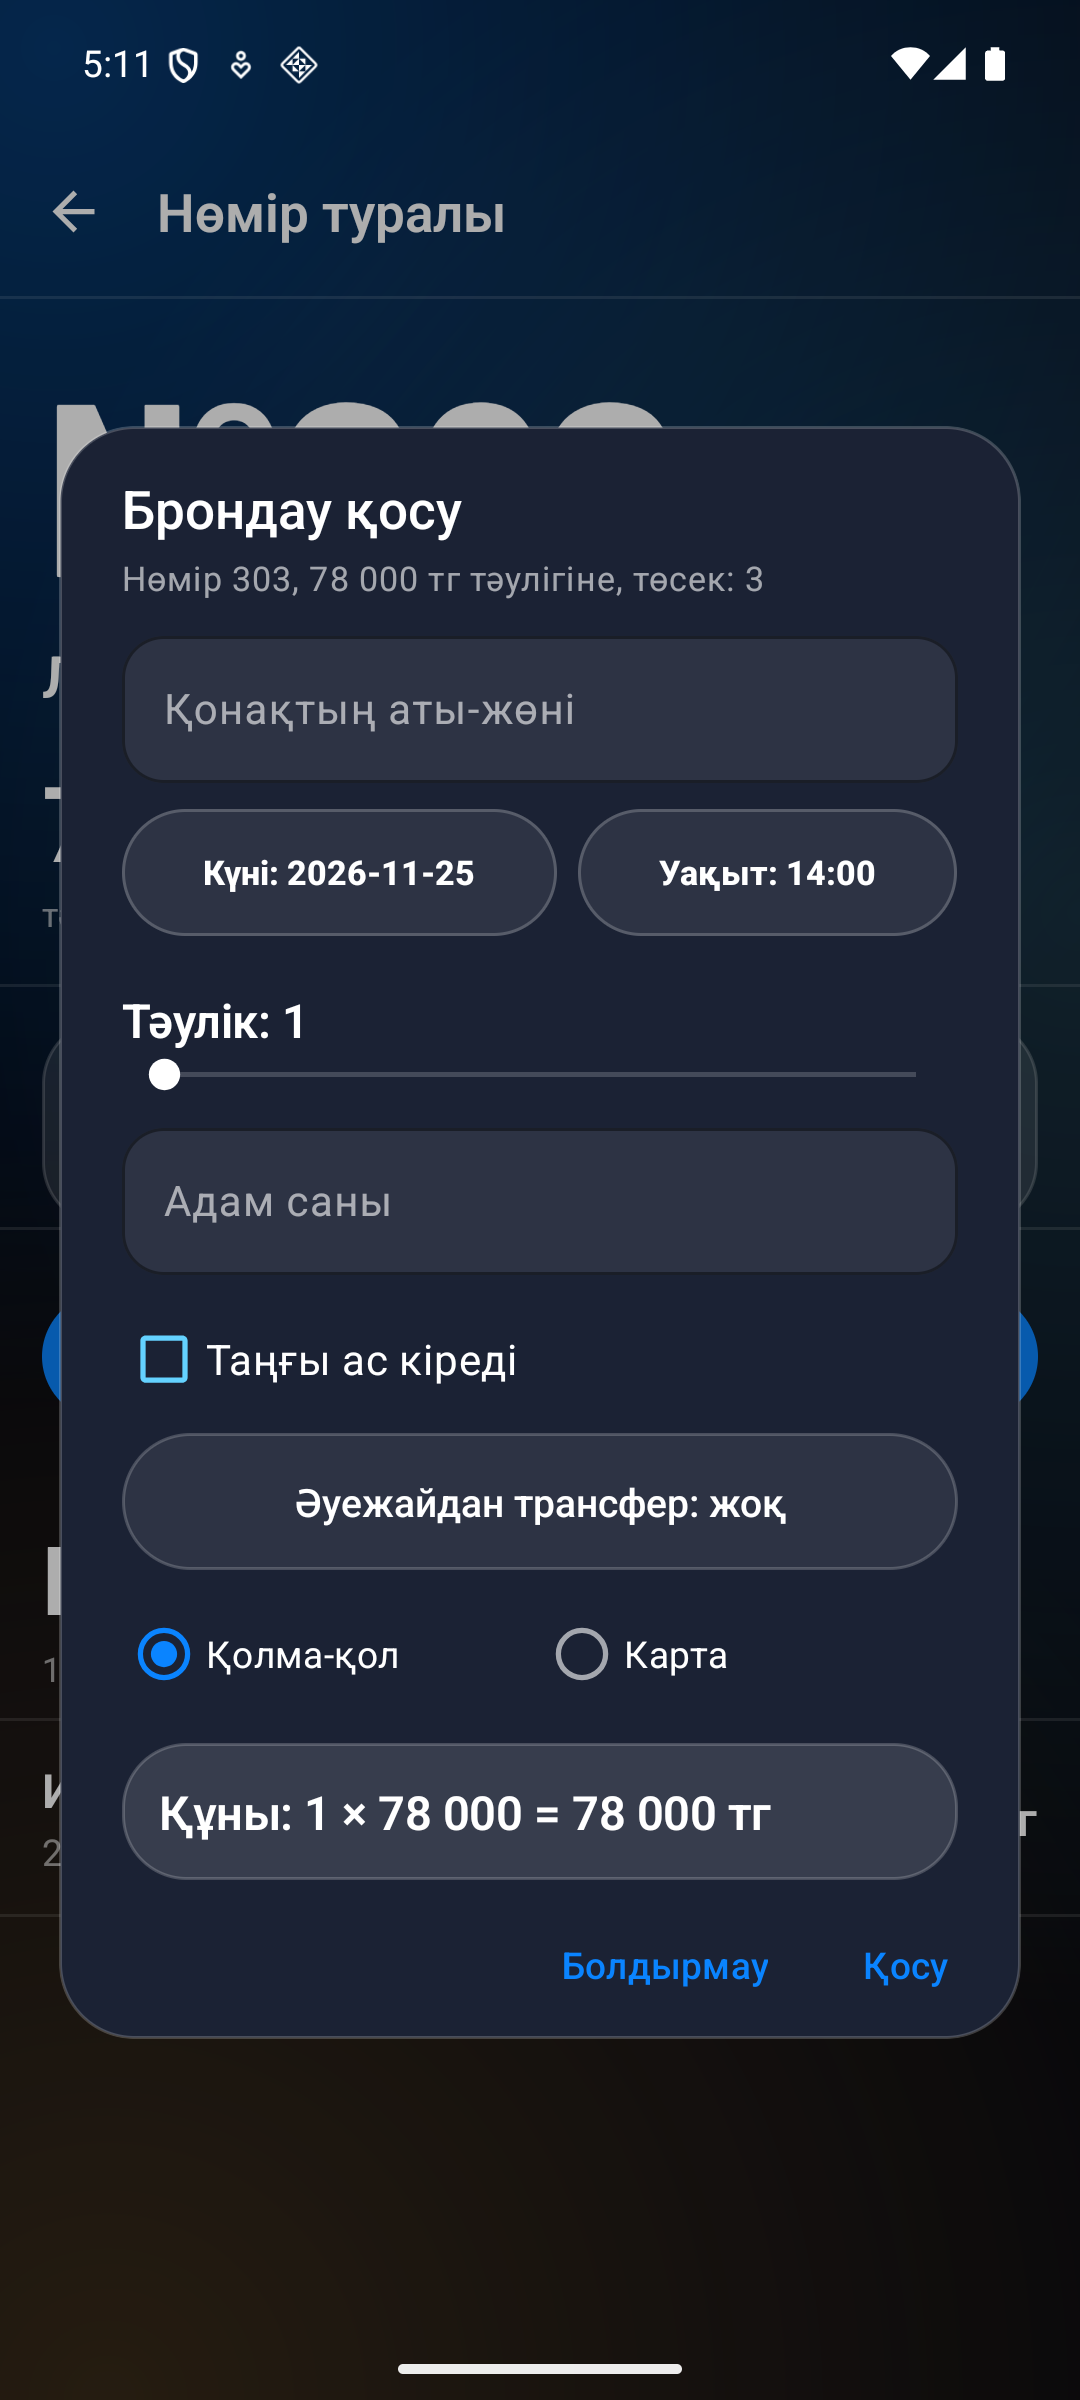 5:11
Нөмір туралы
Брондау қосу
Нөмір 303, 78 000 тг тәулігіне, төсек: 3
Қонақтың аты-жөні
Күні: 2026-11-25
Уақыт: 14:00
Тәулік: 1
Адам саны
Таңғы ас кіреді
Әуежайдан трансфер: жоқ
Қолма-қол
Карта
Құны: 1 × 78 000 = 78 000 тг
Болдырмау
Қосу